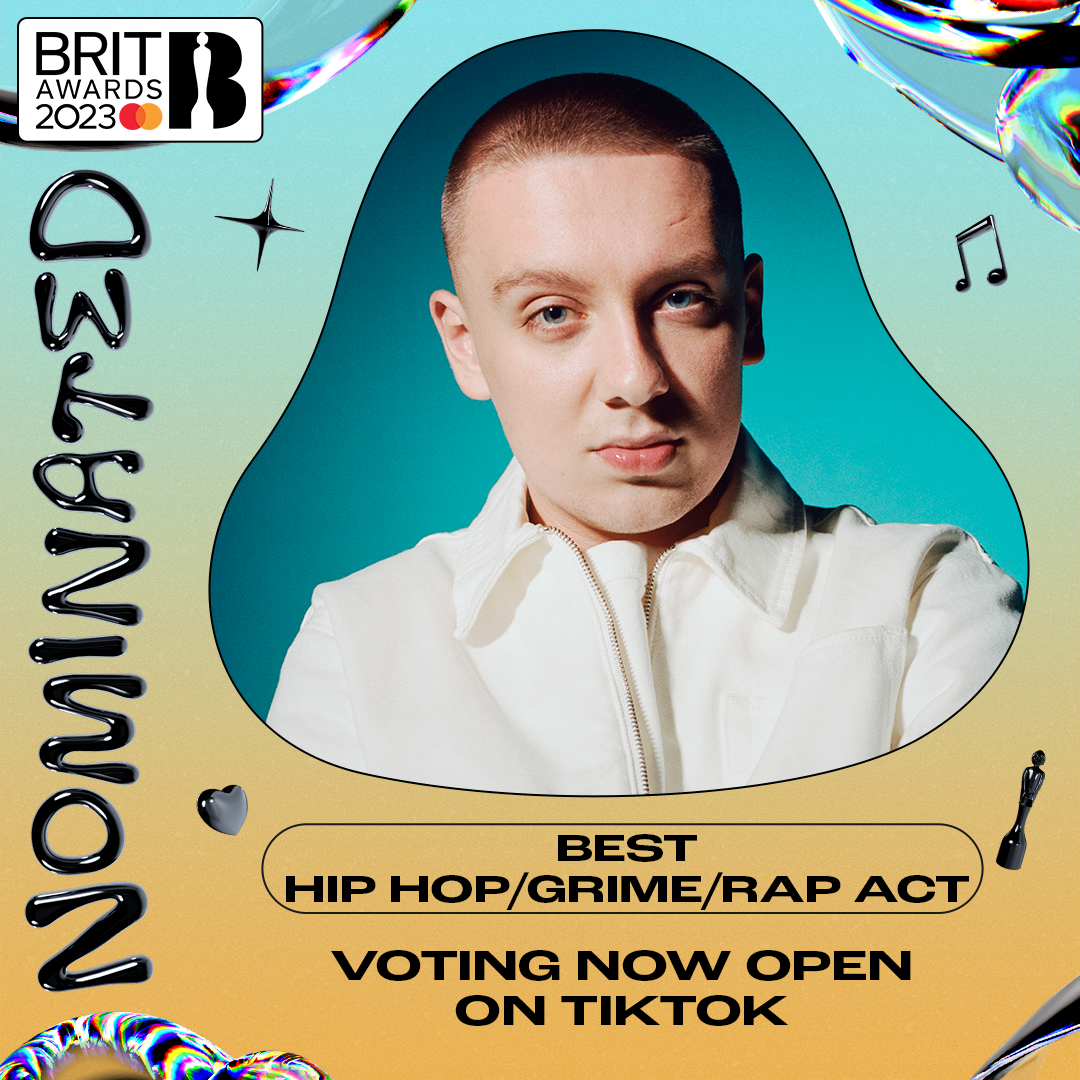 BRIT
AWARDS
2023
B
NOMINATED
BEST
HIP HOP/GRIME/RAP ACT
VOTING NOW OPEN
ON TIKTOK